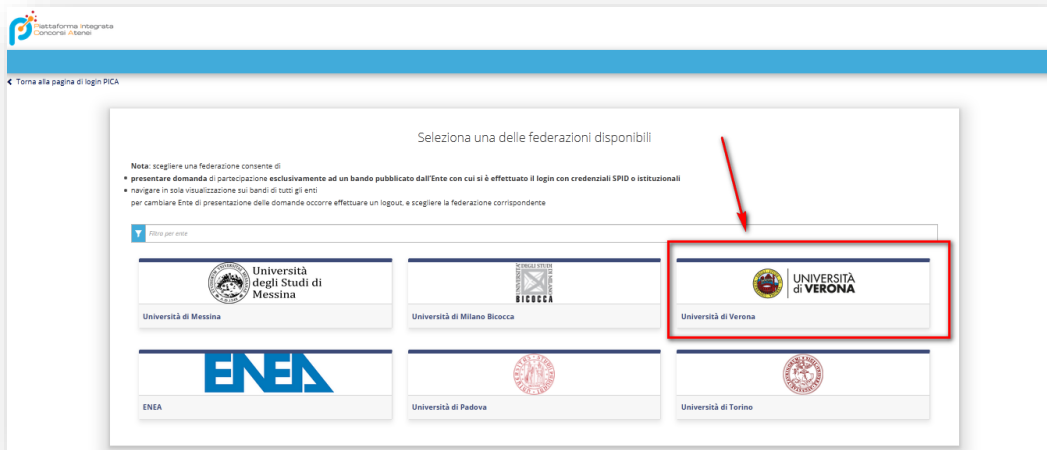 Piattaforma Integrata
Concorsi Atenei
Torna alla pagina di login PICA
Seleziona una delle federazioni disponibili
Nota: scegliere una federazione consente di
presentare domanda di partecipazione esclusivamente ad un bando pubblicato dall'Ente con cui si è effettuato il login con credenziali SPID o istituzionali
navigare in sola visualizzazione sui bandi di tutti gli enti
per cambiare Ente di presentazione delle domande occorre effettuare un logout, e scegliere la federazione corrispondente
Filtra per ente
Università
degli Studi di
Messina
Università di Messina
BICOCCA
Università di Milano Bicocca
UNIVERSITÀ
di VERONA
Università di Verona
ENEA
ENEA
Università di Padova
Università di Torino